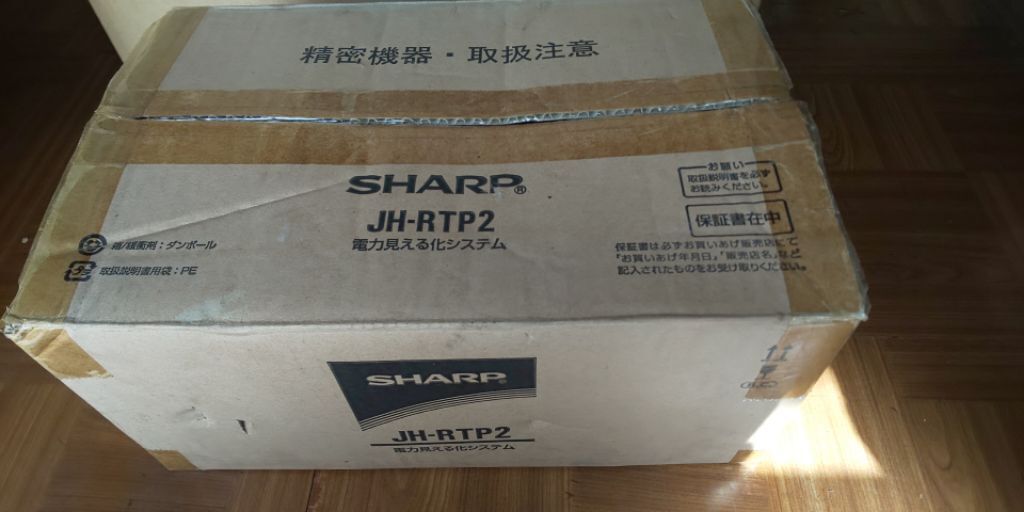 精密機器・取扱注意
SHARP®
JH-RTP2
電力見える化システム
箱/緩衝剤：ダンボール
取扱説明書用袋：PE
お願い
取扱説明書を必ず
お読みください。
保証書在中
保証書は必ずお買いあげ販売店にて
「お買いあげ年月日」「販売店名」など
記入されたものをお受け取りください。
SHARP
JH-RTP2
電力見える化システム